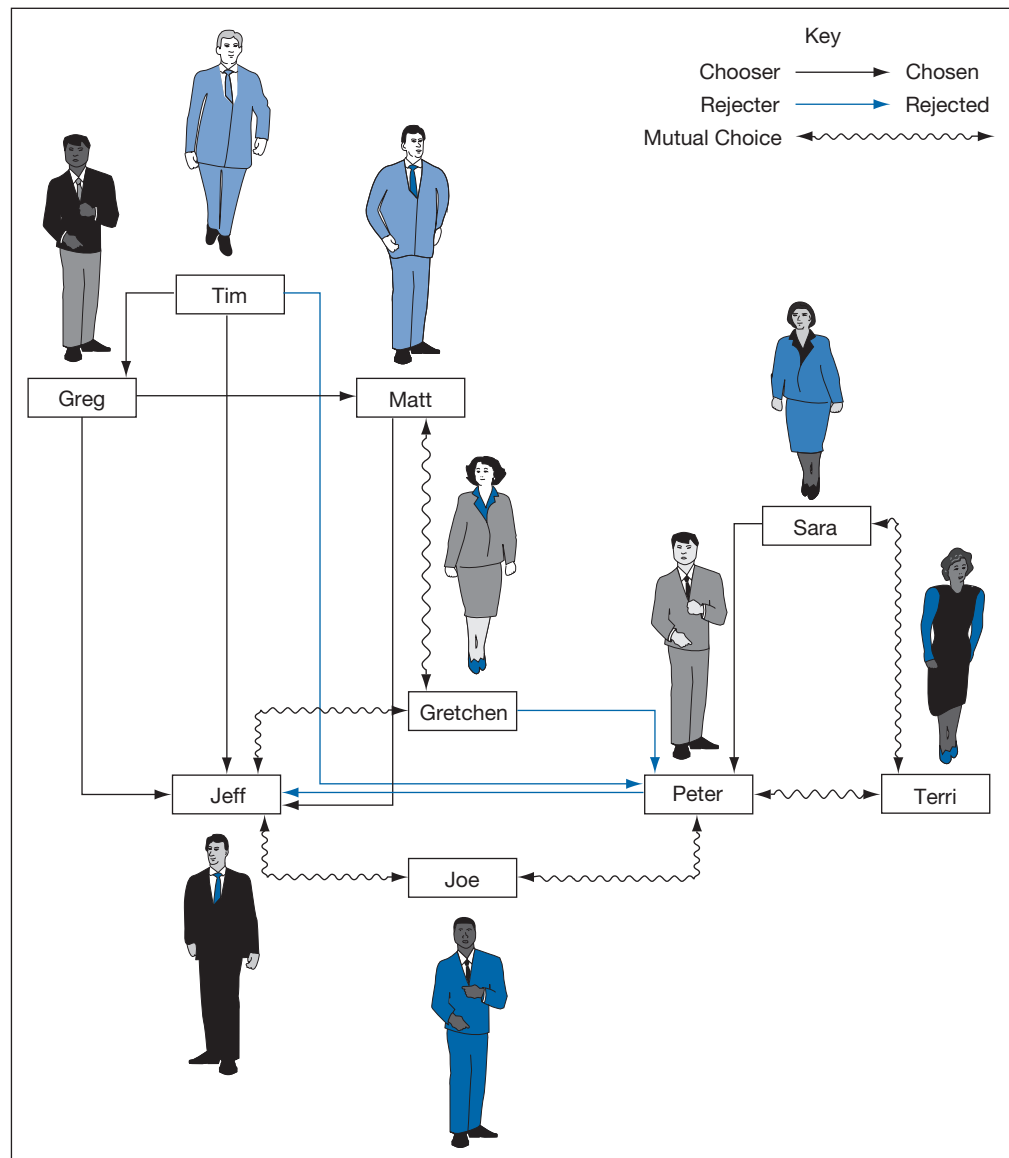 Key
Chooser Chosen
Rejecter Rejected
Mutual Choice
Tim
Greg
Matt
Sara
Gretchen
Jeff
Peter
Terri
Joe